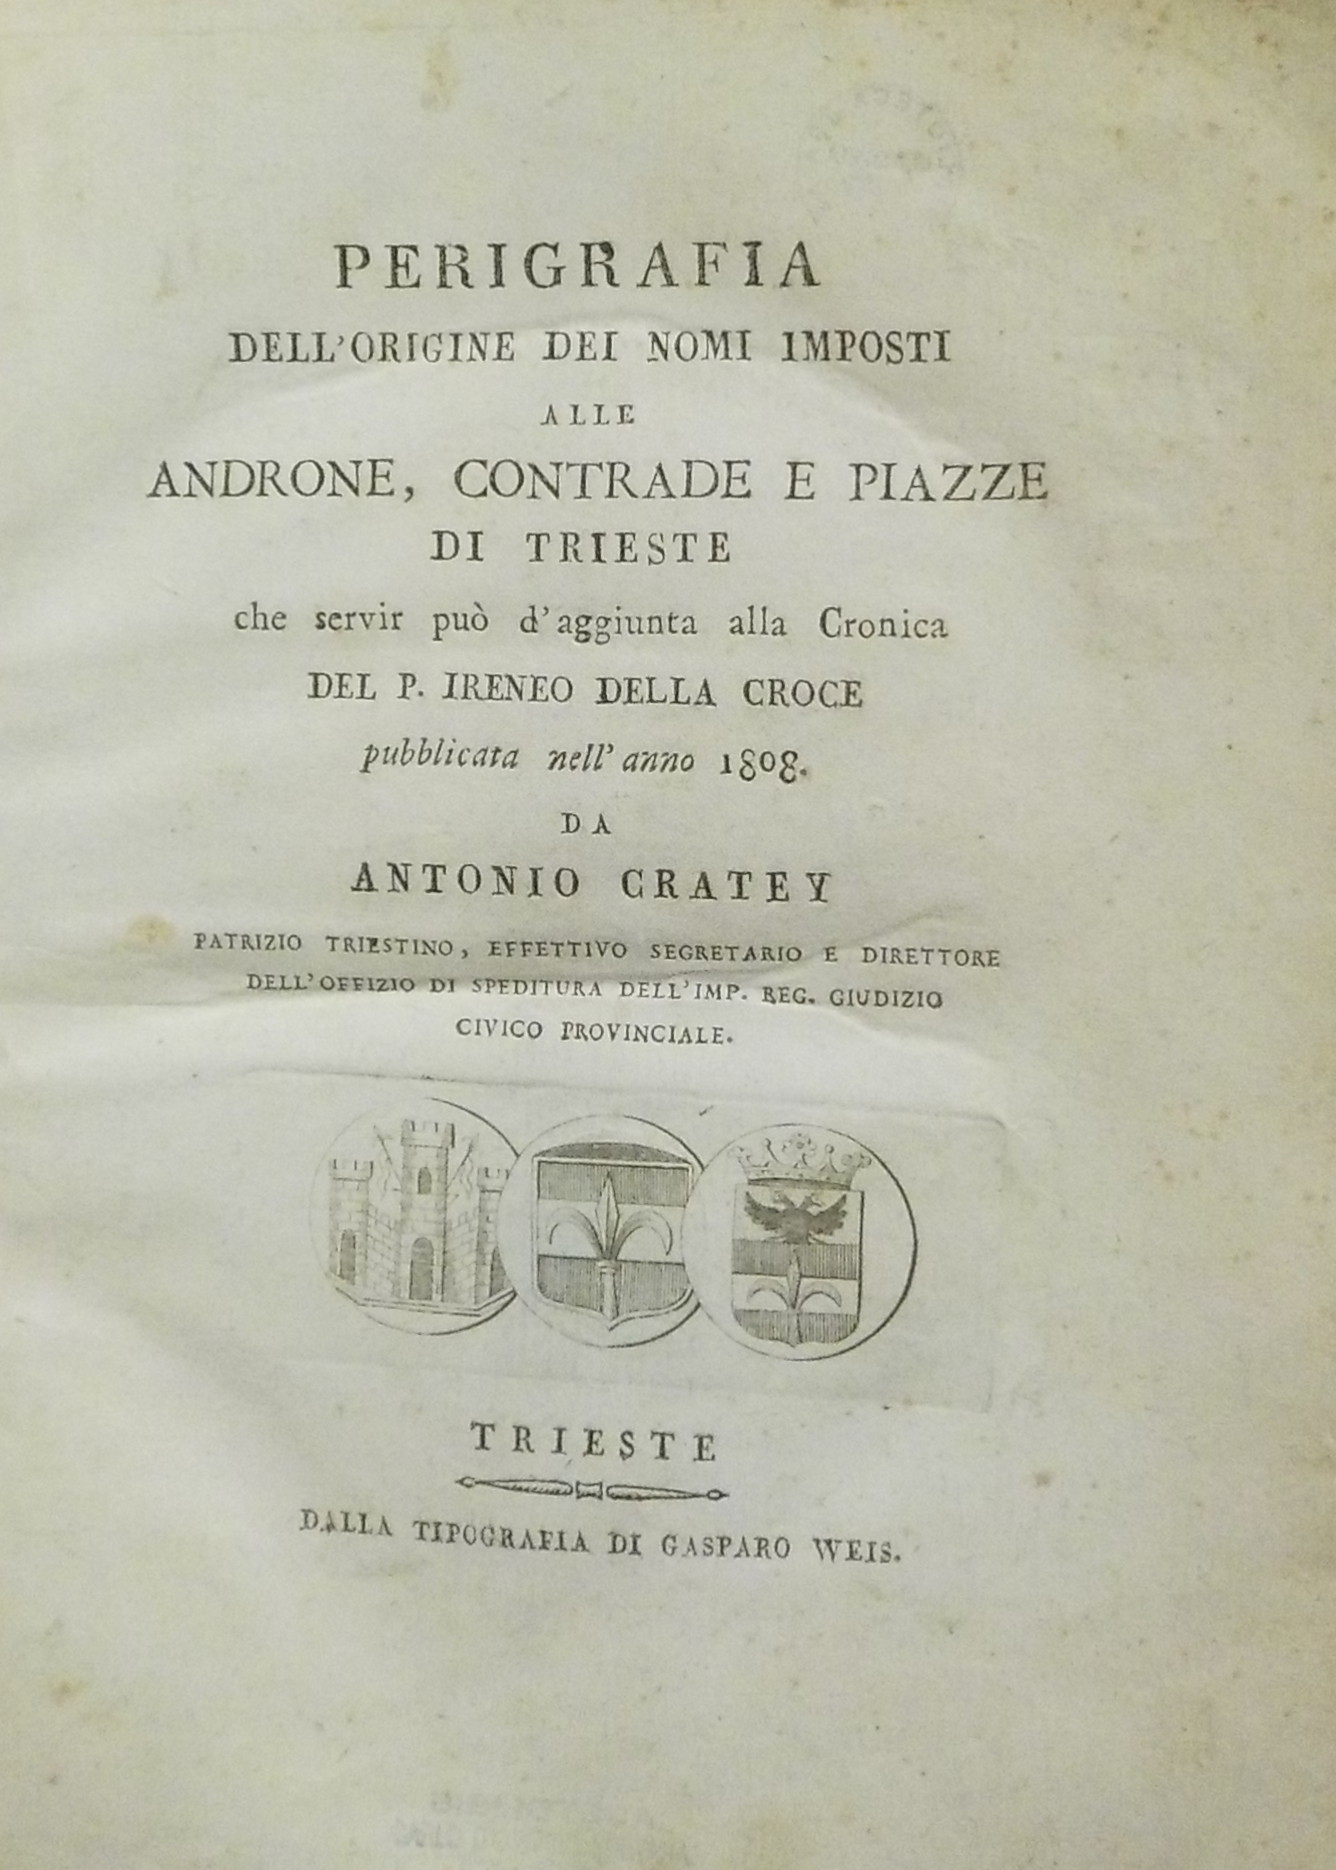 PERIGRAFIA
DELL'ORIGINE DEI NOMI IMPOSTI
ALLE
ANDRONE, CONTRADE E PIAZZE
DI TRIESTE
che servir può d'aggiunta alla Cronica
DEL P. IRENEO DELLA CROCE
pubblicata nell'anno 1808.
DA
ANTONIO CRATEY
PATRIZIO TRIESTINO, EFFETTIVO SEGRETARIO E DIRETTORE
DELL'OFFIZIO DI SPEDITURA DELL'IMP. REG. GIUDIZIO
CIVICO PROVINCIALE.
TRIESTE
DALLA TIPOGRAFIA DI GASPARO WEIS.